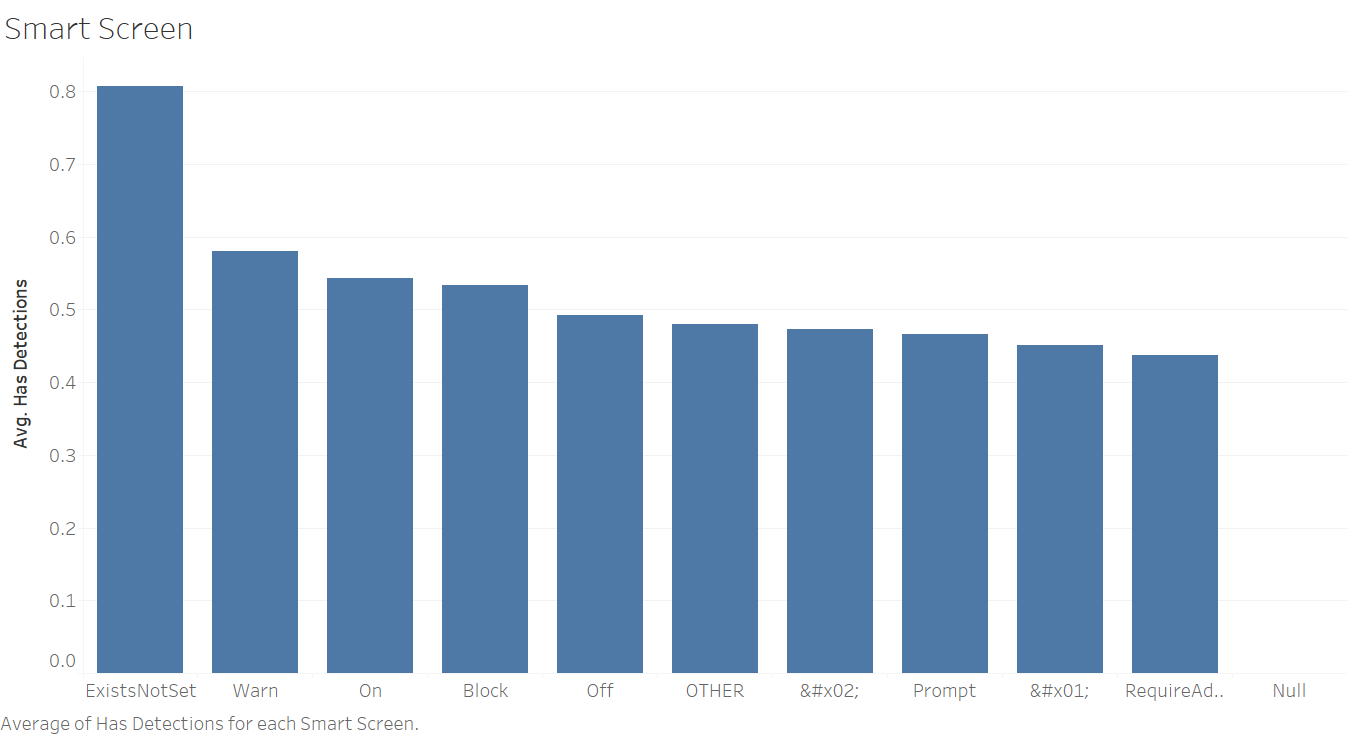 Smart Screen
Avg. Has Detections
0.8
0.7
0.6
0.5
0.4
0.3
0.2
0.1
0.0
ExistsNotSet Warn On Block Off OTHER &#x02; Prompt &#x01; RequireAd.. Null
Average of Has Detections for each Smart Screen.